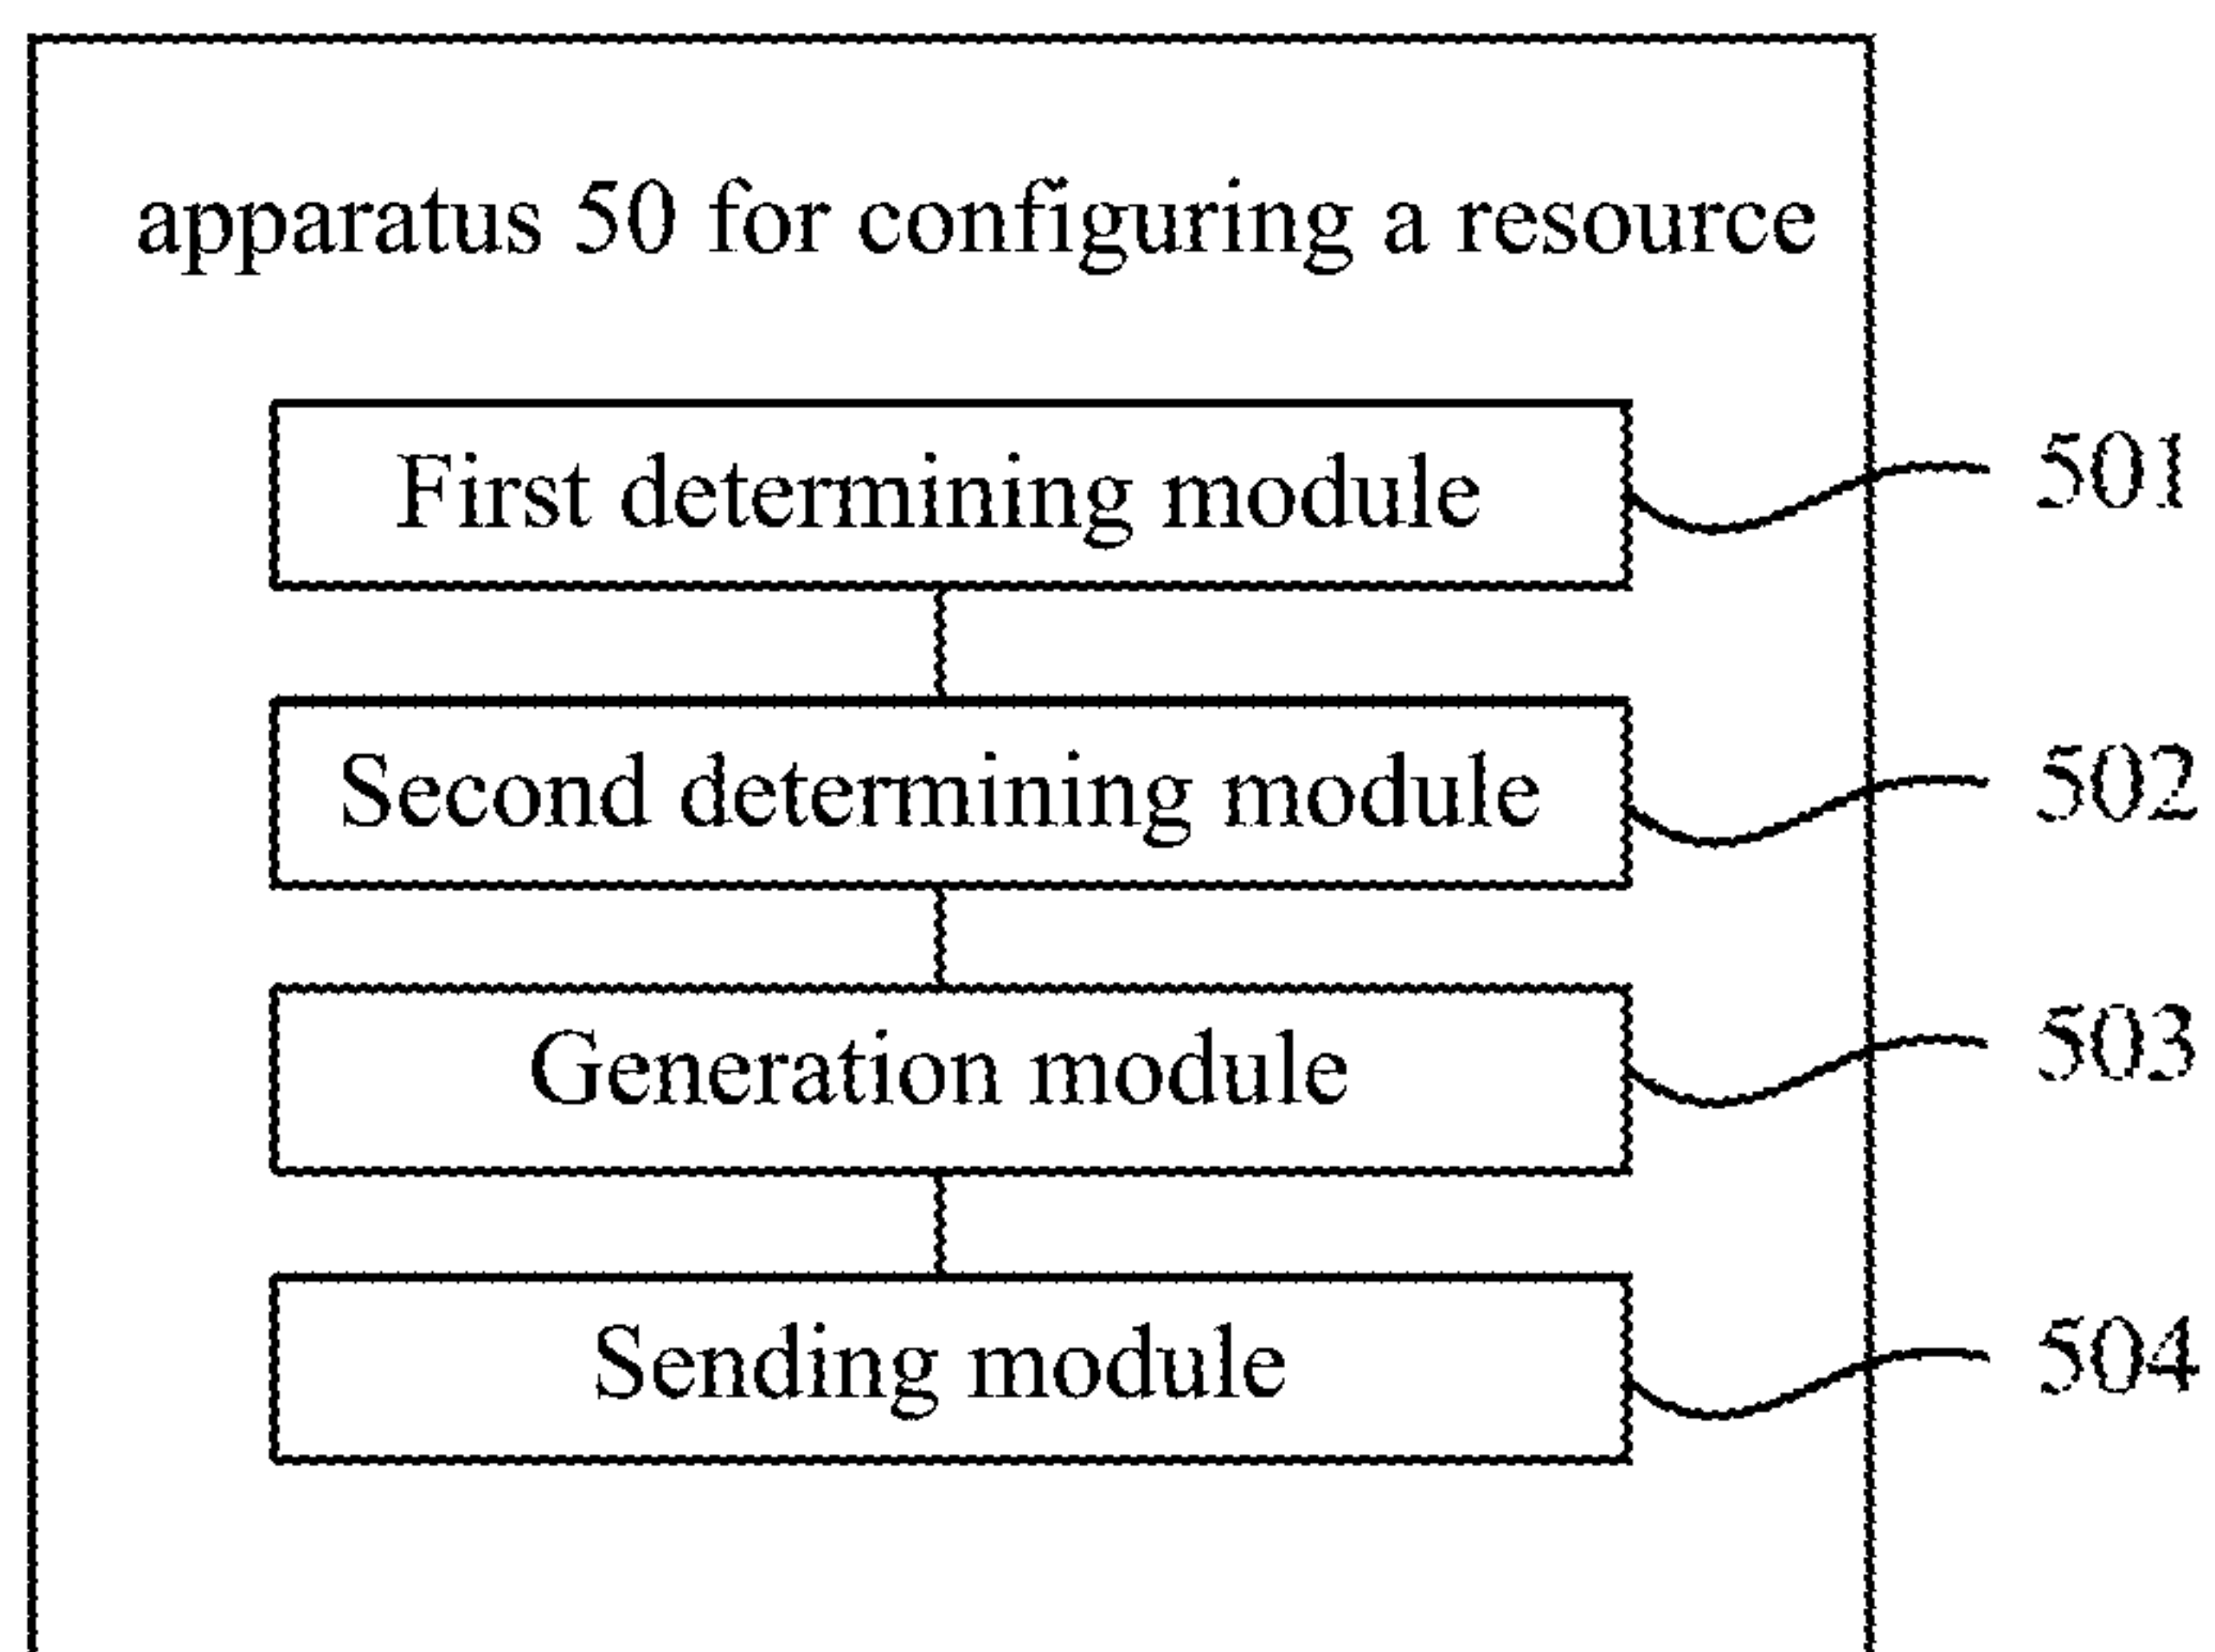 apparatus 50 for configuring a resource
First determining module
501
Second determining module
502
Generation module
503
Sending module
504